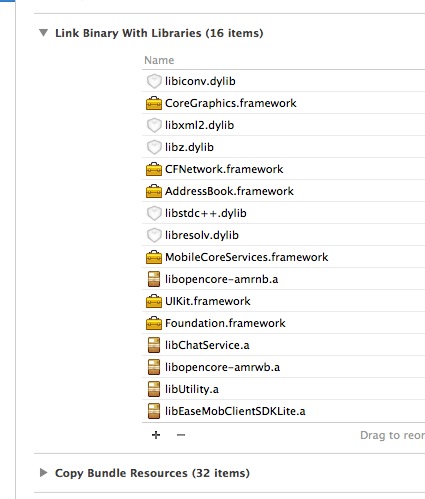 Link Binary With Libraries (16 items)
Name
libiconv.dylib
CoreGraphics.framework
libxml2.dylib
libz.dylib
CFNetwork.framework
AddressBook.framework
libstdc++.dylib
libresolv.dylib
MobileCoreServices.framework
libopencore-amrnb.a
UIKit.framework
Foundation.framework
libChatService.a
libopencore-amrwb.a
libUtility.a
libEaseMobClientSDKLite.a
+ − Drag to reor
Copy Bundle Resources (32 items)